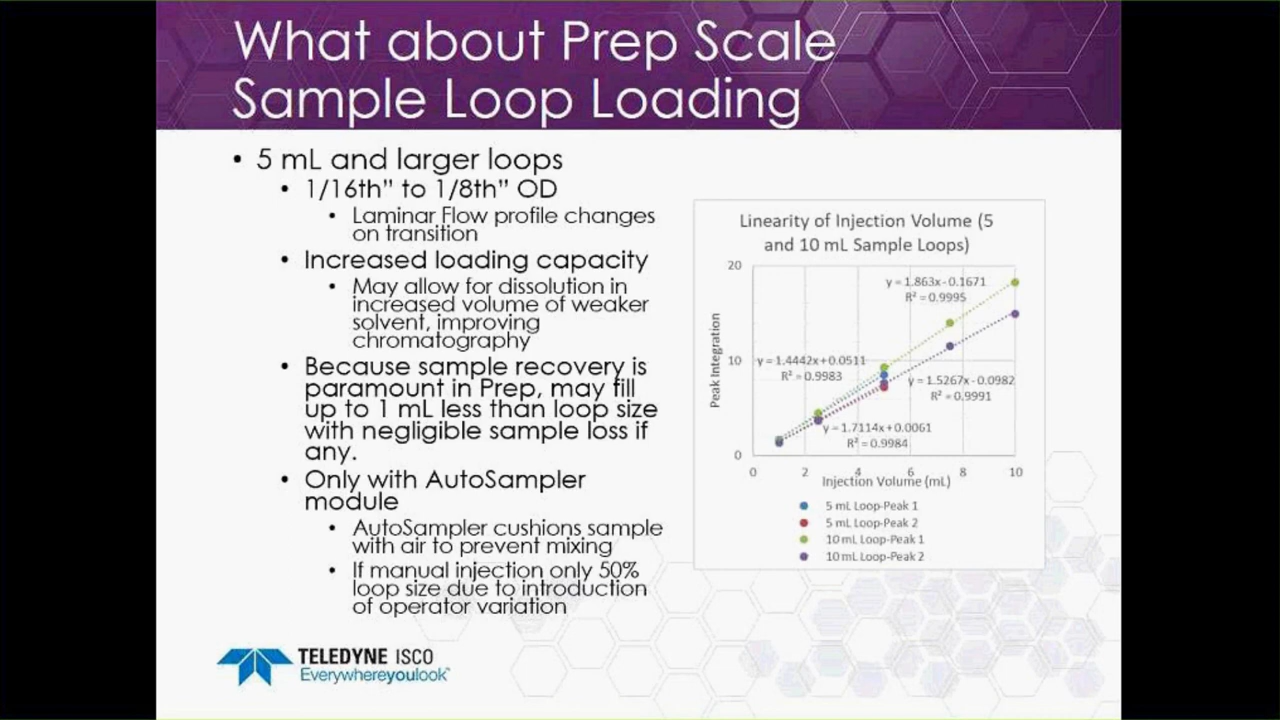 What about Prep Scale
Sample Loop Loading
• 5 mL and larger loops
• 1/16th” to 1/8th” OD
• Laminar Flow profile changes
on transition
• Increased loading capacity
• May allow for dissolution in
increased volume of weaker
solvent, improving
chromatography
• Because sample recovery is
paramount in Prep, may fill
up to 1 mL less than loop size
with negligible sample loss if
any.
• Only with AutoSampler
module
• AutoSampler cushions sample
with air to prevent mixing
• If manual injection only 50%
loop size due to introduction
of operator variation
Linearity of Injection Volume (5
and 10 mL Sample Loops)
20
10
0
Peak Integration
y = 1.863x - 0.1671
R² = 0.9995
y = 1.4442x + 0.0511
R² = 0.9983
y = 1.5267x - 0.0982
R² = 0.9991
y = 1.7114x + 0.0061
R² = 0.9984
0 2 4 6 8 10
Injection Volume (mL)
5 mL Loop-Peak 1
5 mL Loop-Peak 2
10 mL Loop-Peak 1
10 mL Loop-Peak 2
TELEDYNE ISCO
Everywhereyoulook